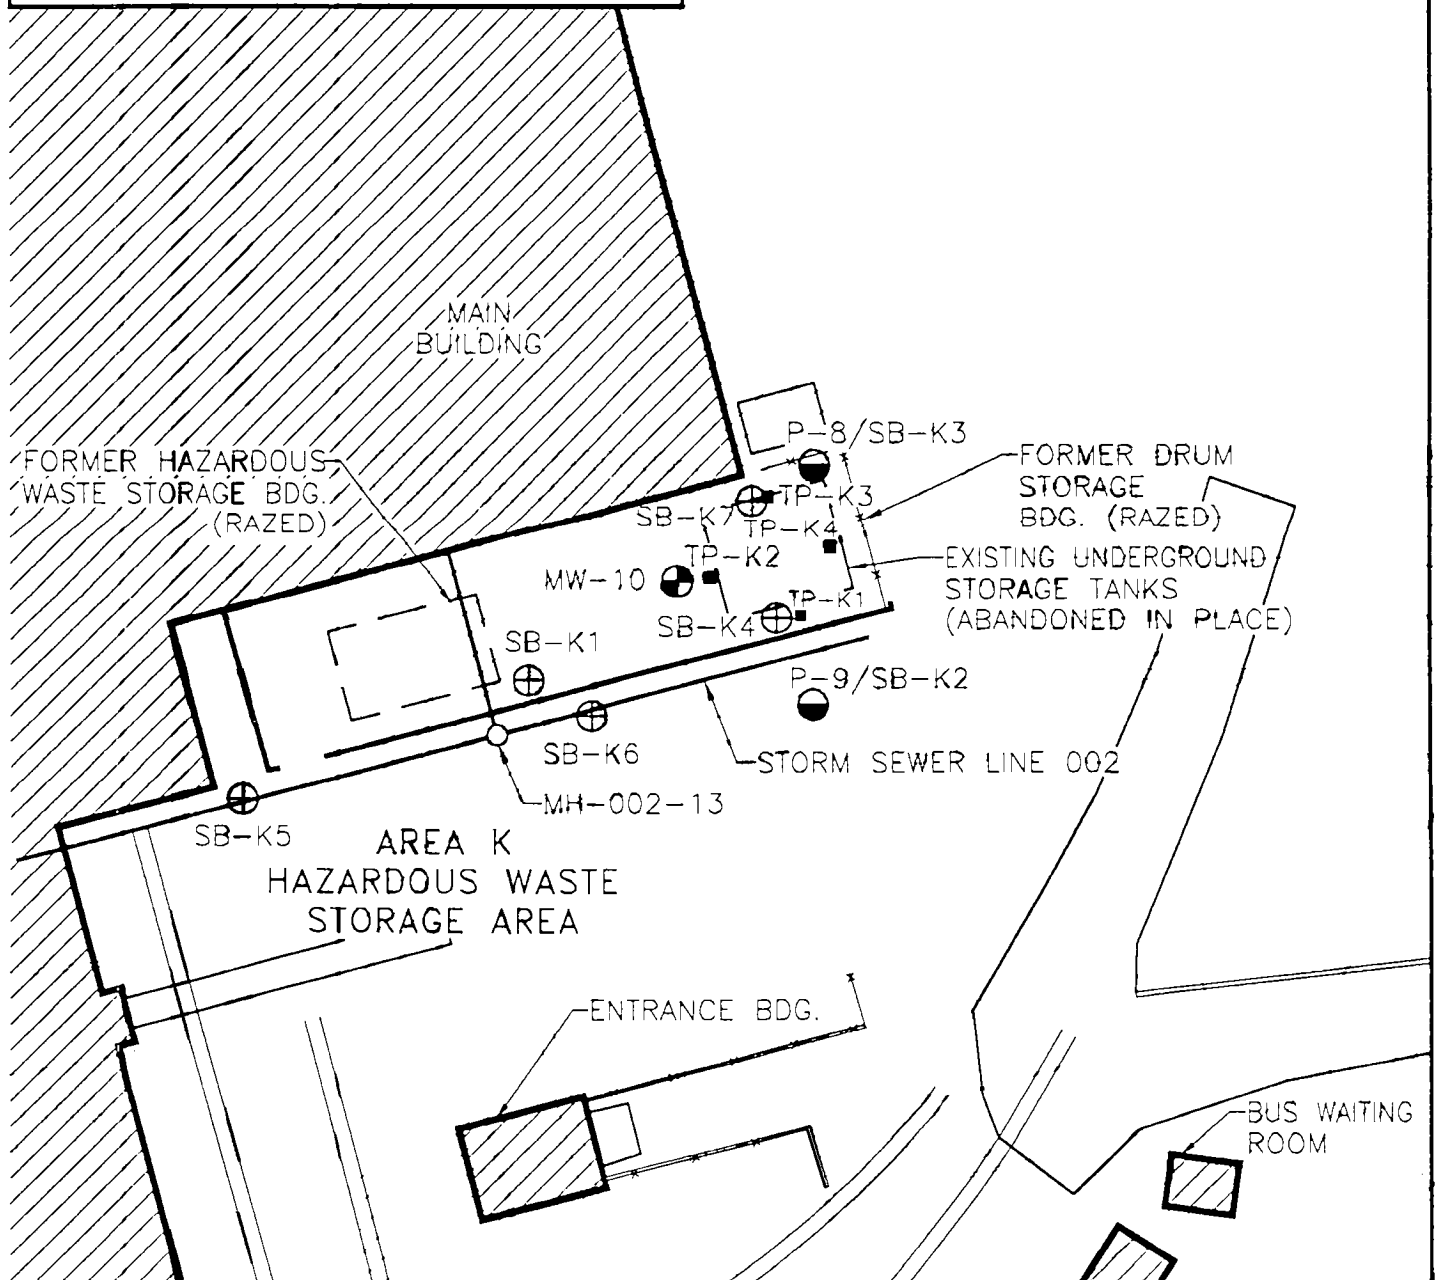 MAIN
BUILDING
P-8/SB-K3
FORMER HAZARDOUS
WASTE STORAGE BDG.
(RAZED)
FORMER DRUM
STORAGE
BDG. (RAZED)
SB-K7
TP-K3
TP-K4
MW-10
TP-K2
EXISTING UNDERGROUND
STORAGE TANKS
(ABANDONED IN PLACE)
SB-K4
TP-K1
SB-K1
P-9/SB-K2
SB-K6
STORM SEWER LINE 002
MH-002-13
SB-K5
AREA K
HAZARDOUS WASTE
STORAGE AREA
ENTRANCE BDG.
BUS WAITING
ROOM